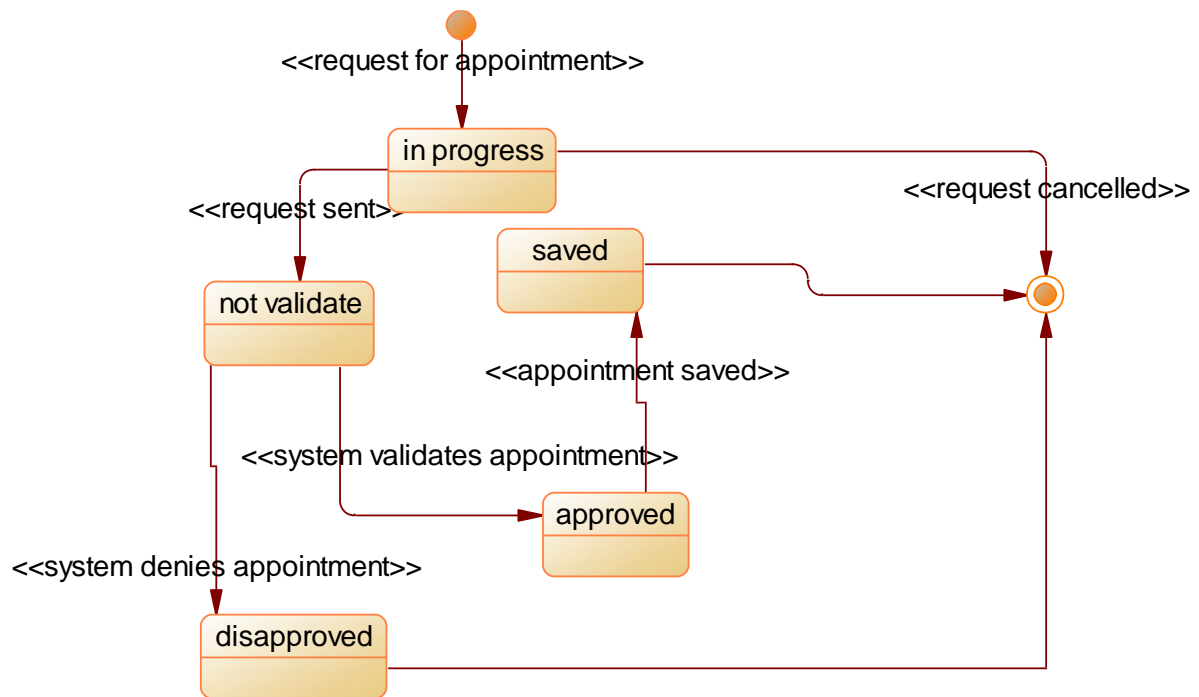 <<request for appointment>>
in progress
<<request cancelled>>
<<request sent>>
saved
not validate
<<appointment saved>>
<<system validates appointment>>
approved
<<system denies appointment>>
disapproved